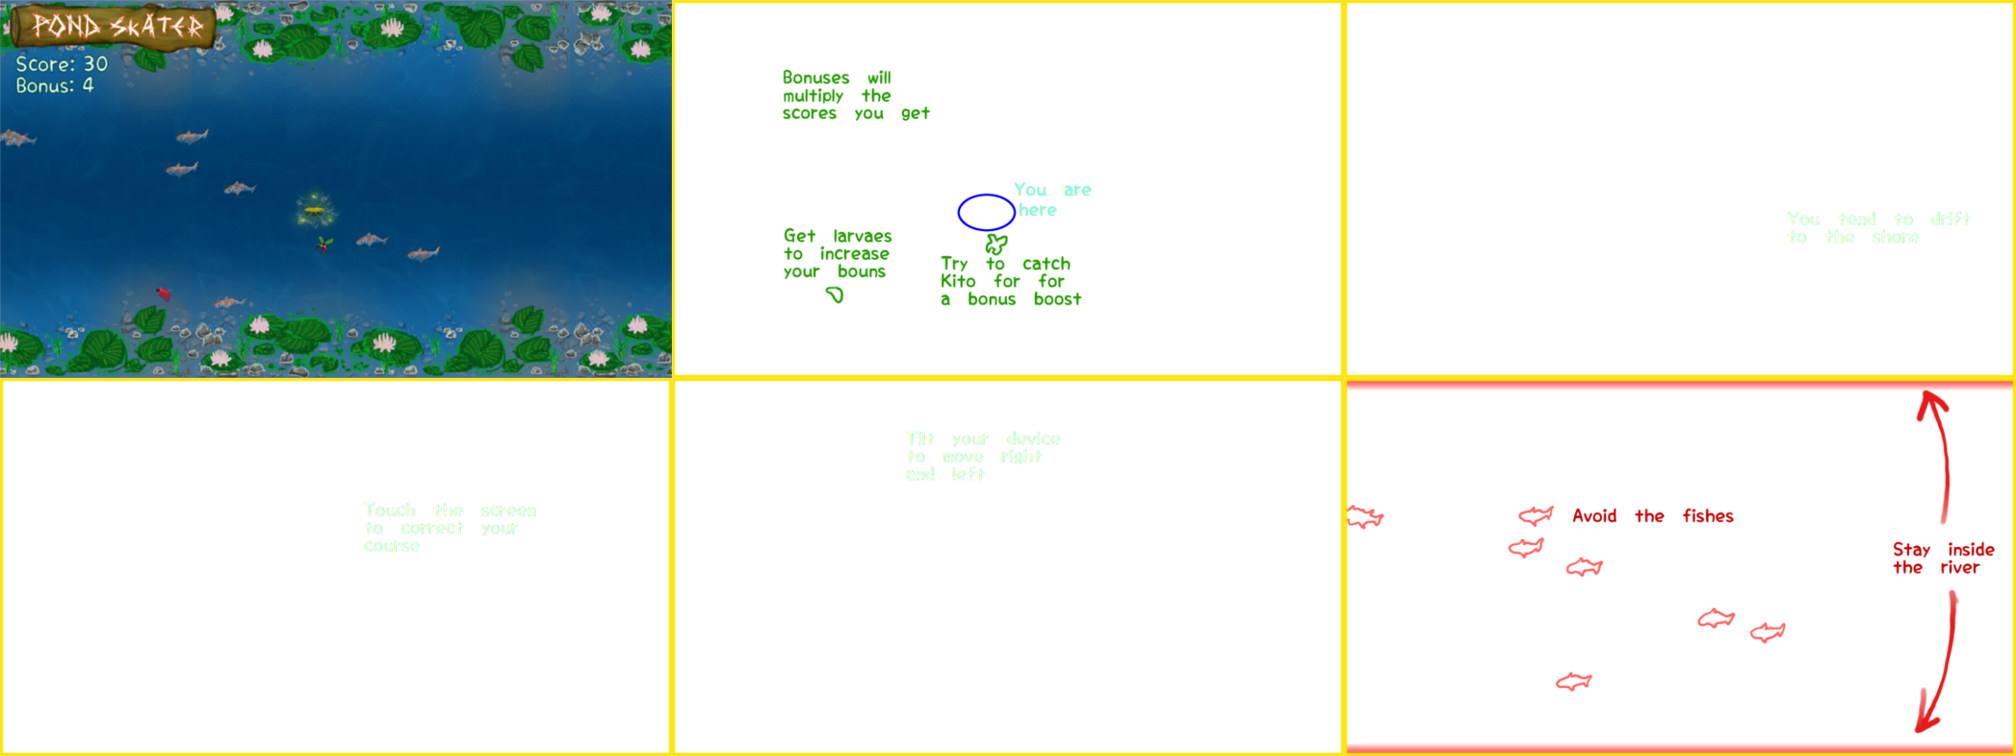 POND SKATER
Score: 30
Bonus: 4
Bonuses will
multiply the
scores you get
You are
here
Get larvaes
to increase
your bouns
Try to catch
Kito for for
a bonus boost
You tend to drift
to the shore
Touch the screen
to correct your
course
Tilt your device
to move right
and left
Avoid the fishes
Stay inside
the river